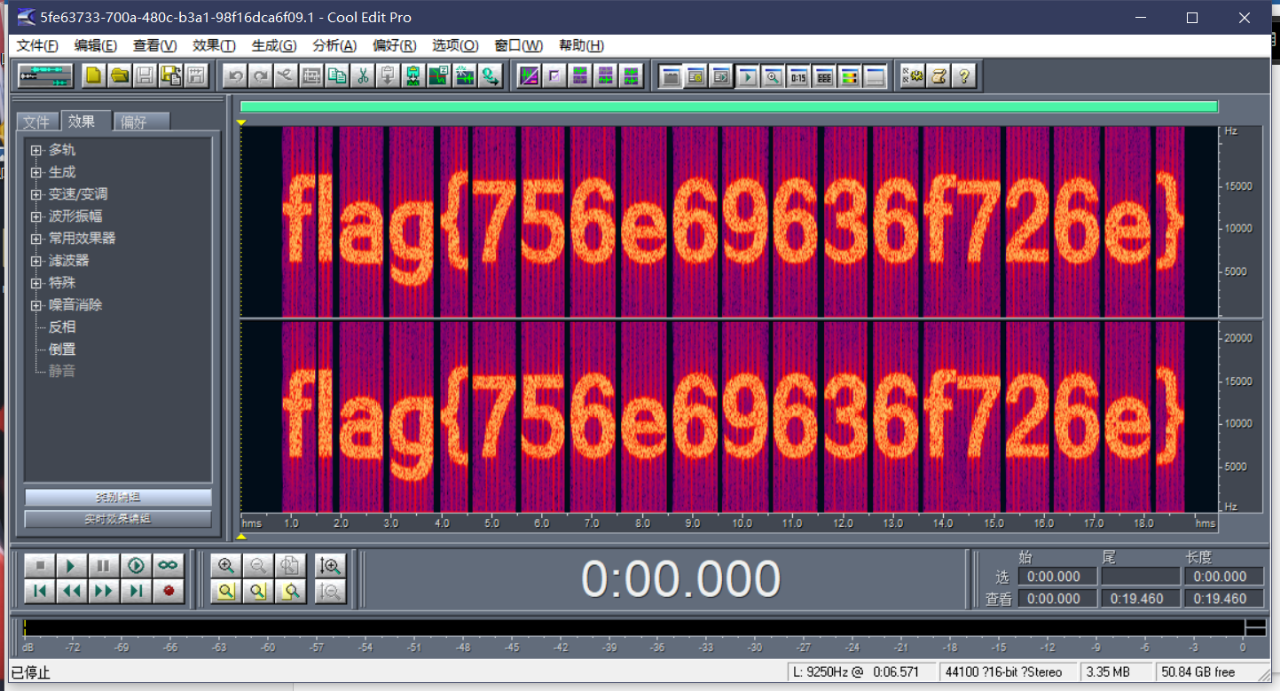 5fe63733-700a-480c-b3a1-98f16dca6f09.1 - Cool Edit Pro
文件(F) 编辑(E) 查看(V) 效果(T) 生成(G) 分析(A) 偏好(R) 选项(O) 窗口(W) 帮助(H)
文件 效果 偏好
多轨
生成
变速/变调
波形振幅
常用效果器
滤波器
特殊
噪音消除
反相
倒置
静音
类别编组
实时效果编组
flag{756e69636f726e}
Hz
15000
10000
5000
flag{756e69636f726e}
20000
15000
10000
5000
Hz
hms 1.0 2.0 3.0 4.0 5.0 6.0 7.0 8.0 9.0 10.0 11.0 12.0 13.0 14.0 15.0 16.0 17.0 18.0 hms
0:00.000
始 尾 长度
选 0:00.000 0:00.000
查看 0:00.000 0:19.460 0:19.460
dB -72 -69 -66 -63 -60 -57 -54 -51 -48 -45 -42 -39 -36 -33 -30 -27 -24 -21 -18 -15 -12 -9 -6 -3 0
已停止 L: 9250Hz @ 0:06.571 44100 ?16-bit ?Stereo 3.35 MB 50.84 GB free